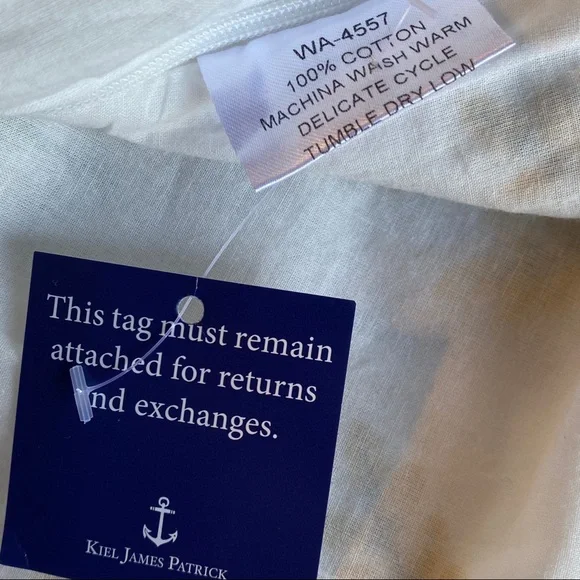 WA-4557
100% COTTON
MACHINA WASH WARM
DELICATE CYCLE
TUMBLE DRY LOW
This tag must remain
attached for returns
and exchanges.
KIEL JAMES PATRICK